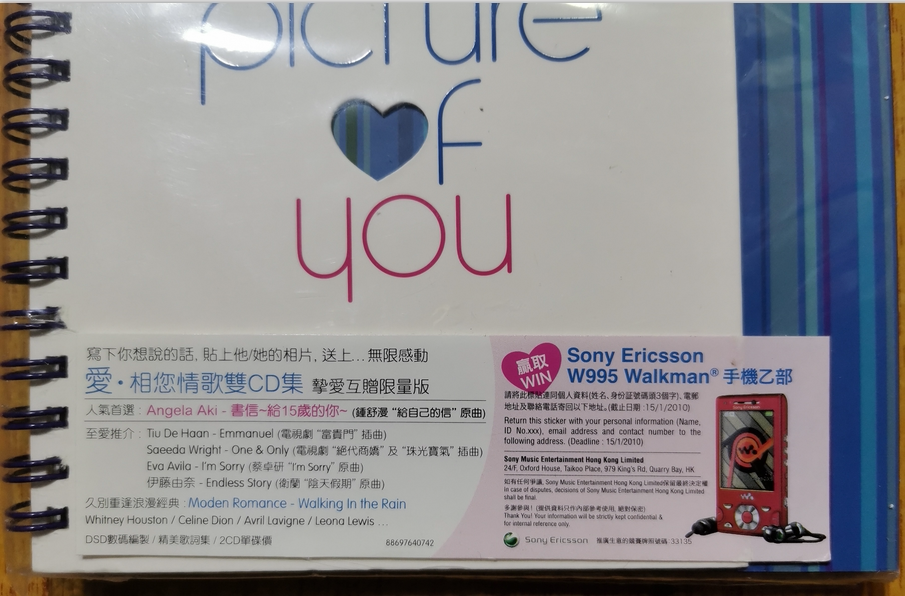 picture
of
you
寫下你想說的話, 貼上他/她的相片, 送上...無限感動
愛•相您情歌雙CD集 摯愛互贈限量版
人氣首選 : Angela Aki - 書信~給15歲的你~ (鍾舒漫 “給自己的信” 原曲)
至愛推介 : Tiu De Haan - Emmanuel (電視劇 “富貴門” 插曲)
Saeeda Wright - One & Only (電視劇 “絕代商驕” 及 “珠光寶氣” 插曲)
Eva Avila - I'm Sorry (蔡卓妍 “I'm Sorry” 原曲)
伊藤由奈 - Endless Story (衛蘭 “陰天假期” 原曲)
久別重逢浪漫經典 : Moden Romance - Walking In the Rain
Whitney Houston / Celine Dion / Avril Lavigne / Leona Lewis ...
DSD數碼編製 / 精美歌詞集 / 2CD單碟價
88697640742
贏取
WIN
Sony Ericsson
W995 Walkman® 手機乙部
請將此標貼連同個人資料(姓名、身份証號碼頭3個字)、電郵
地址及聯絡電話寄回以下地址。(截止日期 :15/1/2010)
Return this sticker with your personal information (Name,
ID No.xxx), email address and contact number to the
following address. (Deadline : 15/1/2010)
Sony Music Entertainment Hong Kong Limited
24/F, Oxford House, Taikoo Place, 979 King's Rd, Quarry Bay, HK
如有任何爭議, Sony Music Entertainment Hong Kong Limited保留最終決定權
In case of disputes, decisions of Sony Music Entertainment Hong Kong Limited
shall be final.
多謝參與! (提供資料只作內部參考使用, 絕對保密)
Thank You! Your information will be strictly kept confidential &
for internal reference only.
Sony Ericsson 推廣生意的競賽牌照號碼: 33135